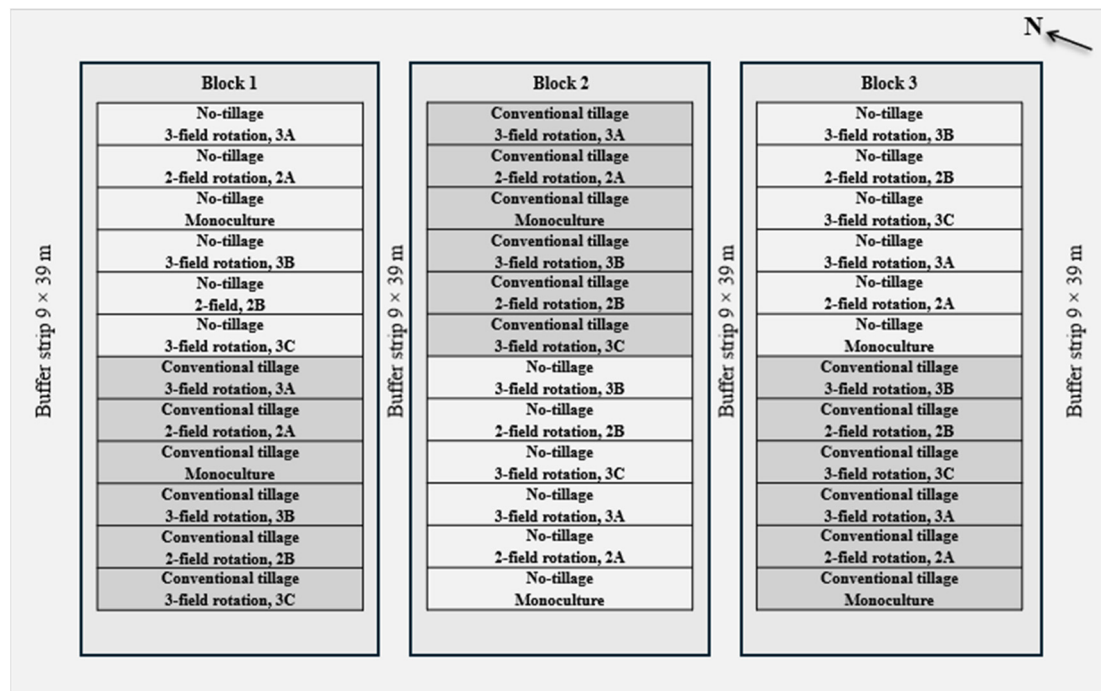 N
Block 1
No-tillage
3-field rotation, 3A
No-tillage
2-field rotation, 2A
No-tillage
Monoculture
No-tillage
3-field rotation, 3B
No-tillage
2-field, 2B
No-tillage
3-field rotation, 3C
Conventional tillage
3-field rotation, 3A
Conventional tillage
2-field rotation, 2A
Conventional tillage
Monoculture
Conventional tillage
3-field rotation, 3B
Conventional tillage
2-field rotation, 2B
Conventional tillage
3-field rotation, 3C
Block 2
Conventional tillage
3-field rotation, 3A
Conventional tillage
2-field rotation, 2A
Conventional tillage
Monoculture
Conventional tillage
3-field rotation, 3B
Conventional tillage
2-field rotation, 2B
Conventional tillage
3-field rotation, 3C
No-tillage
3-field rotation, 3B
No-tillage
2-field rotation, 2B
No-tillage
3-field rotation, 3C
No-tillage
3-field rotation, 3A
No-tillage
2-field rotation, 2A
No-tillage
Monoculture
Block 3
No-tillage
3-field rotation, 3B
No-tillage
2-field rotation, 2B
No-tillage
3-field rotation, 3C
No-tillage
3-field rotation, 3A
No-tillage
2-field rotation, 2A
No-tillage
Monoculture
Conventional tillage
3-field rotation, 3B
Conventional tillage
2-field rotation, 2B
Conventional tillage
3-field rotation, 3C
Conventional tillage
3-field rotation, 3A
Conventional tillage
2-field rotation, 2A
Conventional tillage
Monoculture
Buffer strip 9 × 39 m
Buffer strip 9 × 39 m
Buffer strip 9 × 39 m
Buffer strip 9 × 39 m